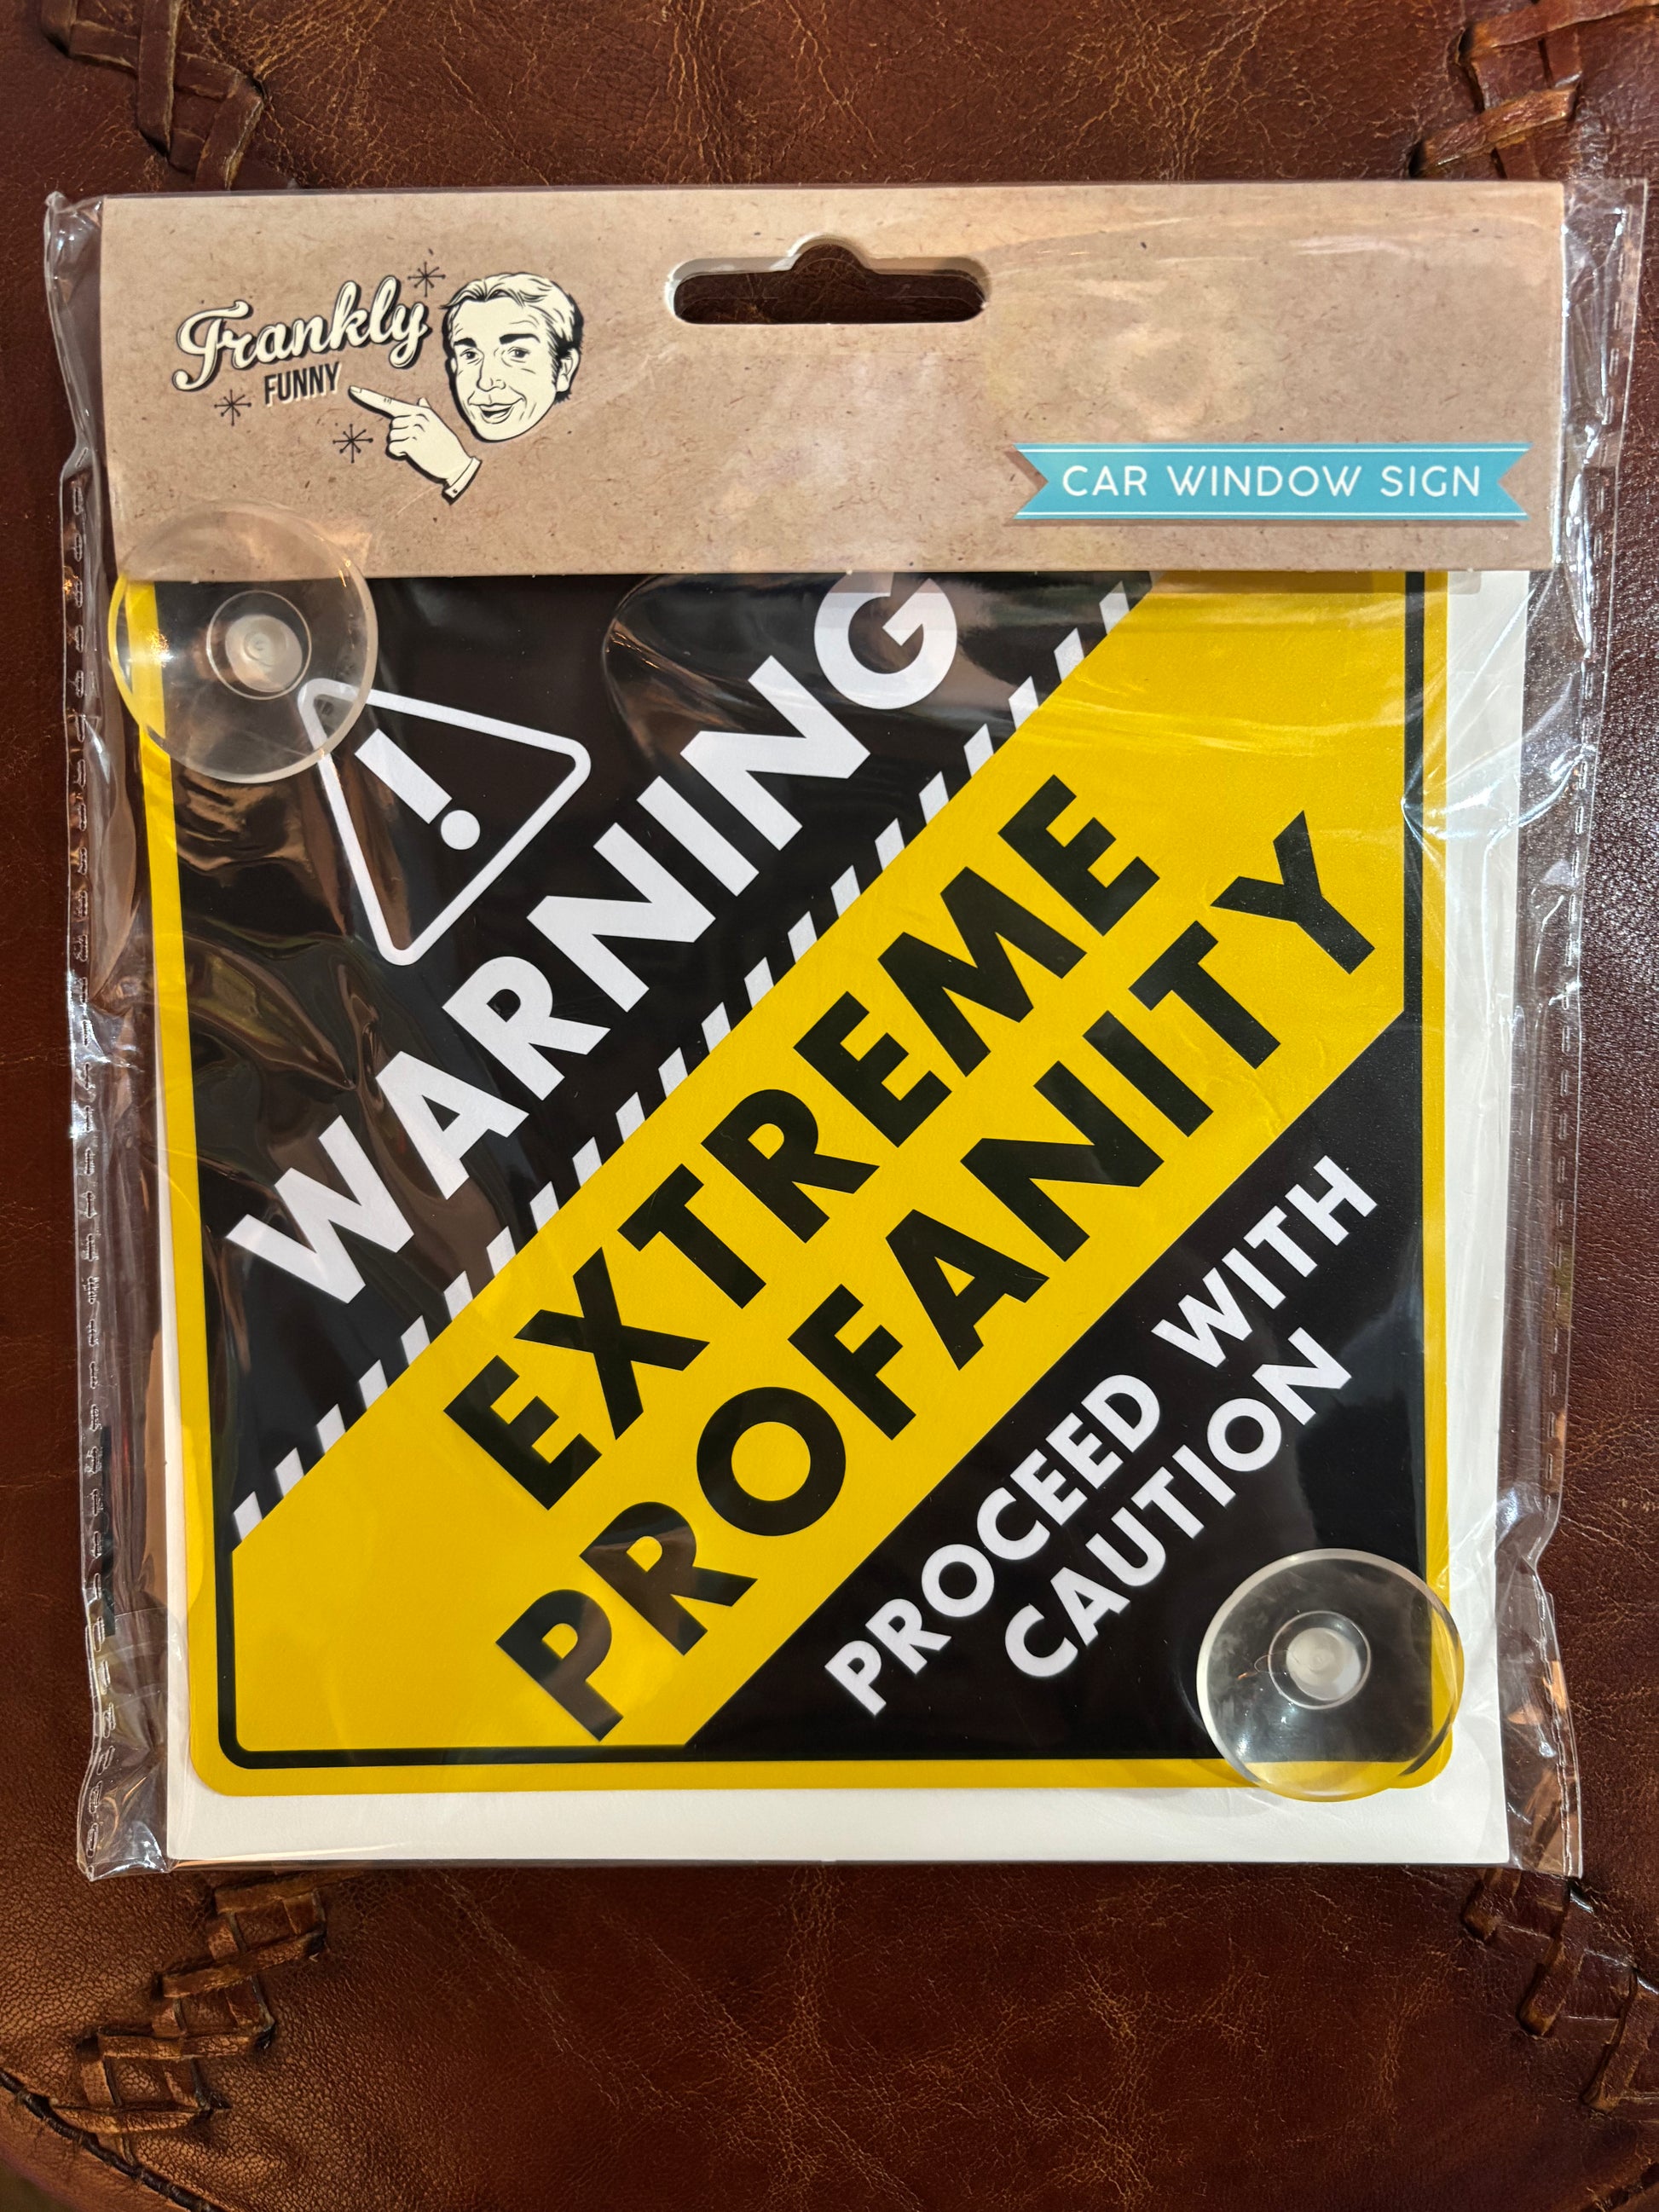 Frankly
FUNNY
CAR WINDOW SIGN
WARNING
EXTREME
PROFANITY
PROCEED WITH
CAUTION